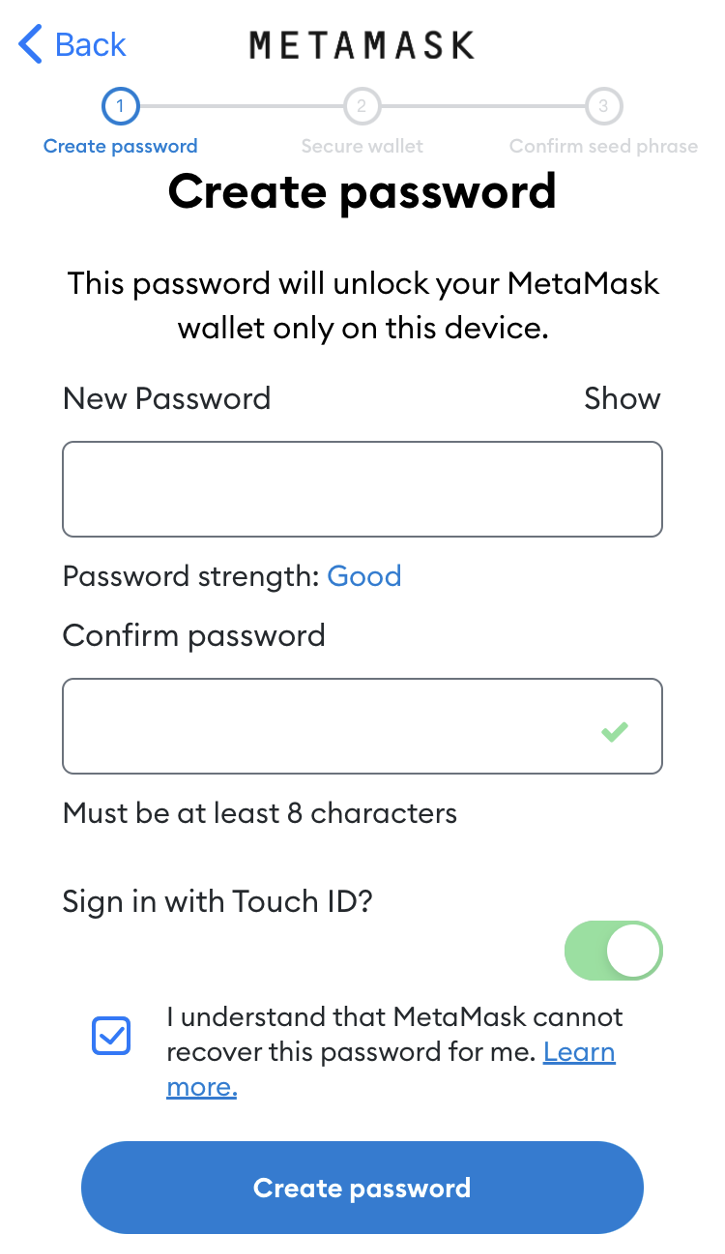 Back
METAMASK
1
2
3
Create password
Secure wallet
Confirm seed phrase
Create password
This password will unlock your MetaMask
wallet only on this device.
New Password
Show
Password strength: Good
Confirm password
Must be at least 8 characters
Sign in with Touch ID?
I understand that MetaMask cannot
recover this password for me. Learn
more.
Create password